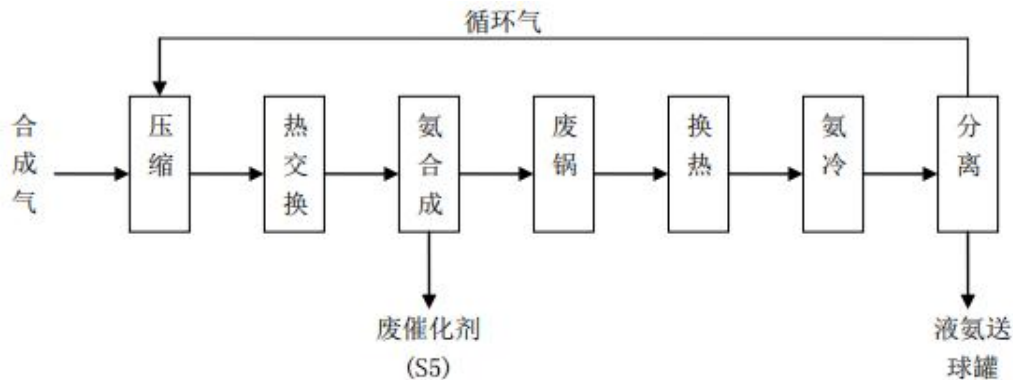 循环气
合成气
压缩
热交换
氨合成
废锅
换热
氨冷
分离
废催化剂
(S5)
液氨送
球罐